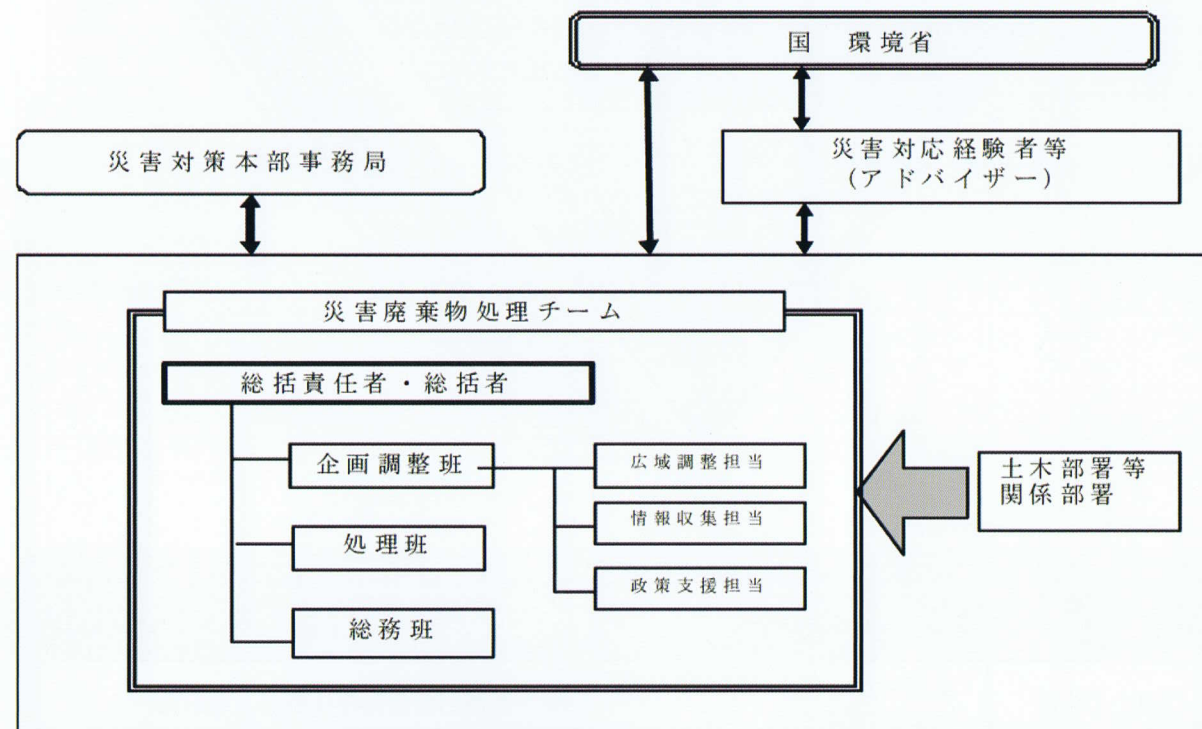 国　環境省
災害対策本部事務局
災害対応経験者等
(アドバイザー)
災害廃棄物処理チーム
総括責任者・総括者
企画調整班
広域調整担当
情報収集担当
処理班
政策支援担当
総務班
土木部署等
関係部署